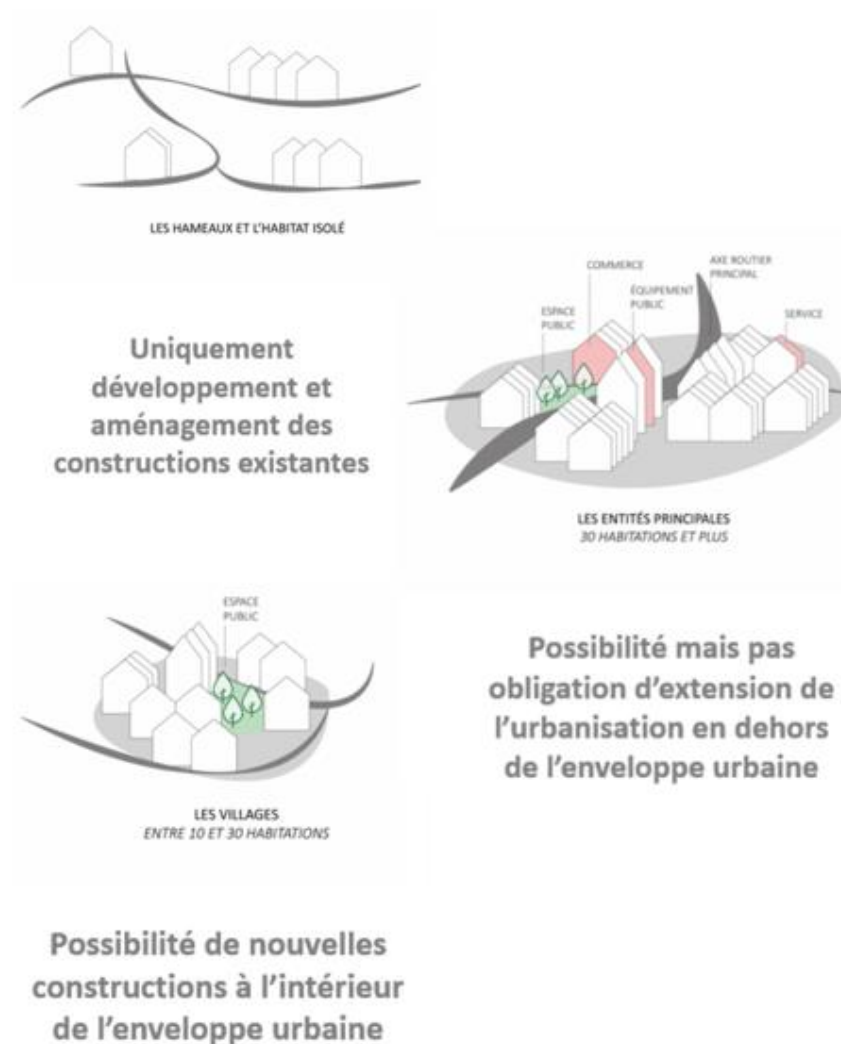 LES HAMEAUX ET L'HABITAT ISOLÉ
Uniquement
développement et
aménagement des
constructions existantes
COMMERCE
AXE ROUTIER
PRINCIPAL
ÉQUIPEMENT
PUBLIC
ESPACE
PUBLIC
SERVICE
LES ENTITÉS PRINCIPALES
30 HABITATIONS ET PLUS
Possibilité mais pas
obligation d'extension de
l'urbanisation en dehors
de l'enveloppe urbaine
ESPACE
PUBLIC
LES VILLAGES
ENTRE 10 ET 30 HABITATIONS
Possibilité de nouvelles
constructions à l'intérieur
de l'enveloppe urbaine